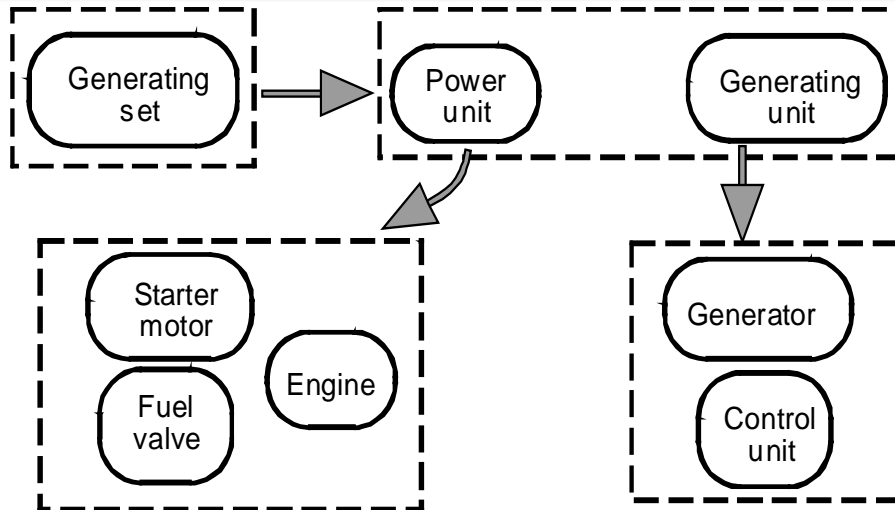 Generating
set
Power
unit
Generating
unit
Starter
motor
Fuel
valve
Engine
Generator
Control
unit